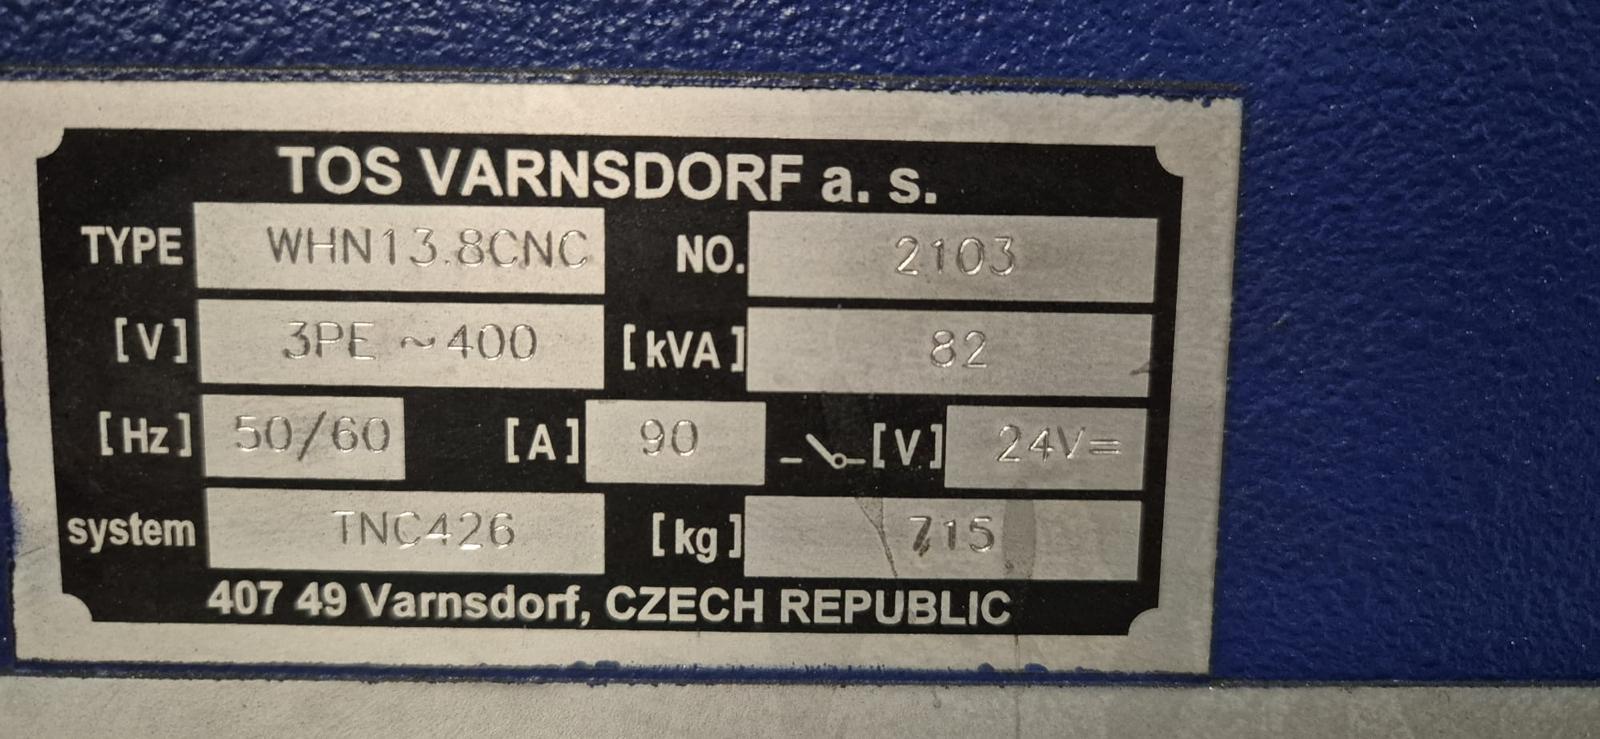 TOS VARNSDORF a. s.
TYPE WHN13.8CNC NO. 2103
[V] 3PE ~400 [kVA] 82
[Hz] 50/60 [A] 90 [V] 24V=
system TNC426 [kg] 715
407 49 Varnsdorf, CZECH REPUBLIC